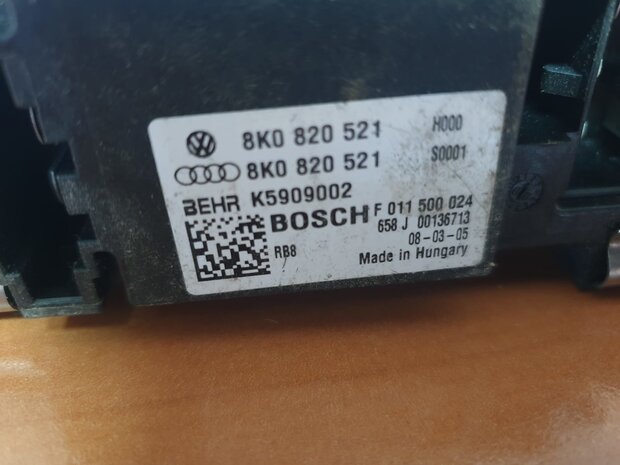 8K0 820 521 H000
8K0 820 521 S0001
BEHR K5909002
BOSCH F 011 500 024
658 J 00136713
RB8 08-03-05
Made in Hungary